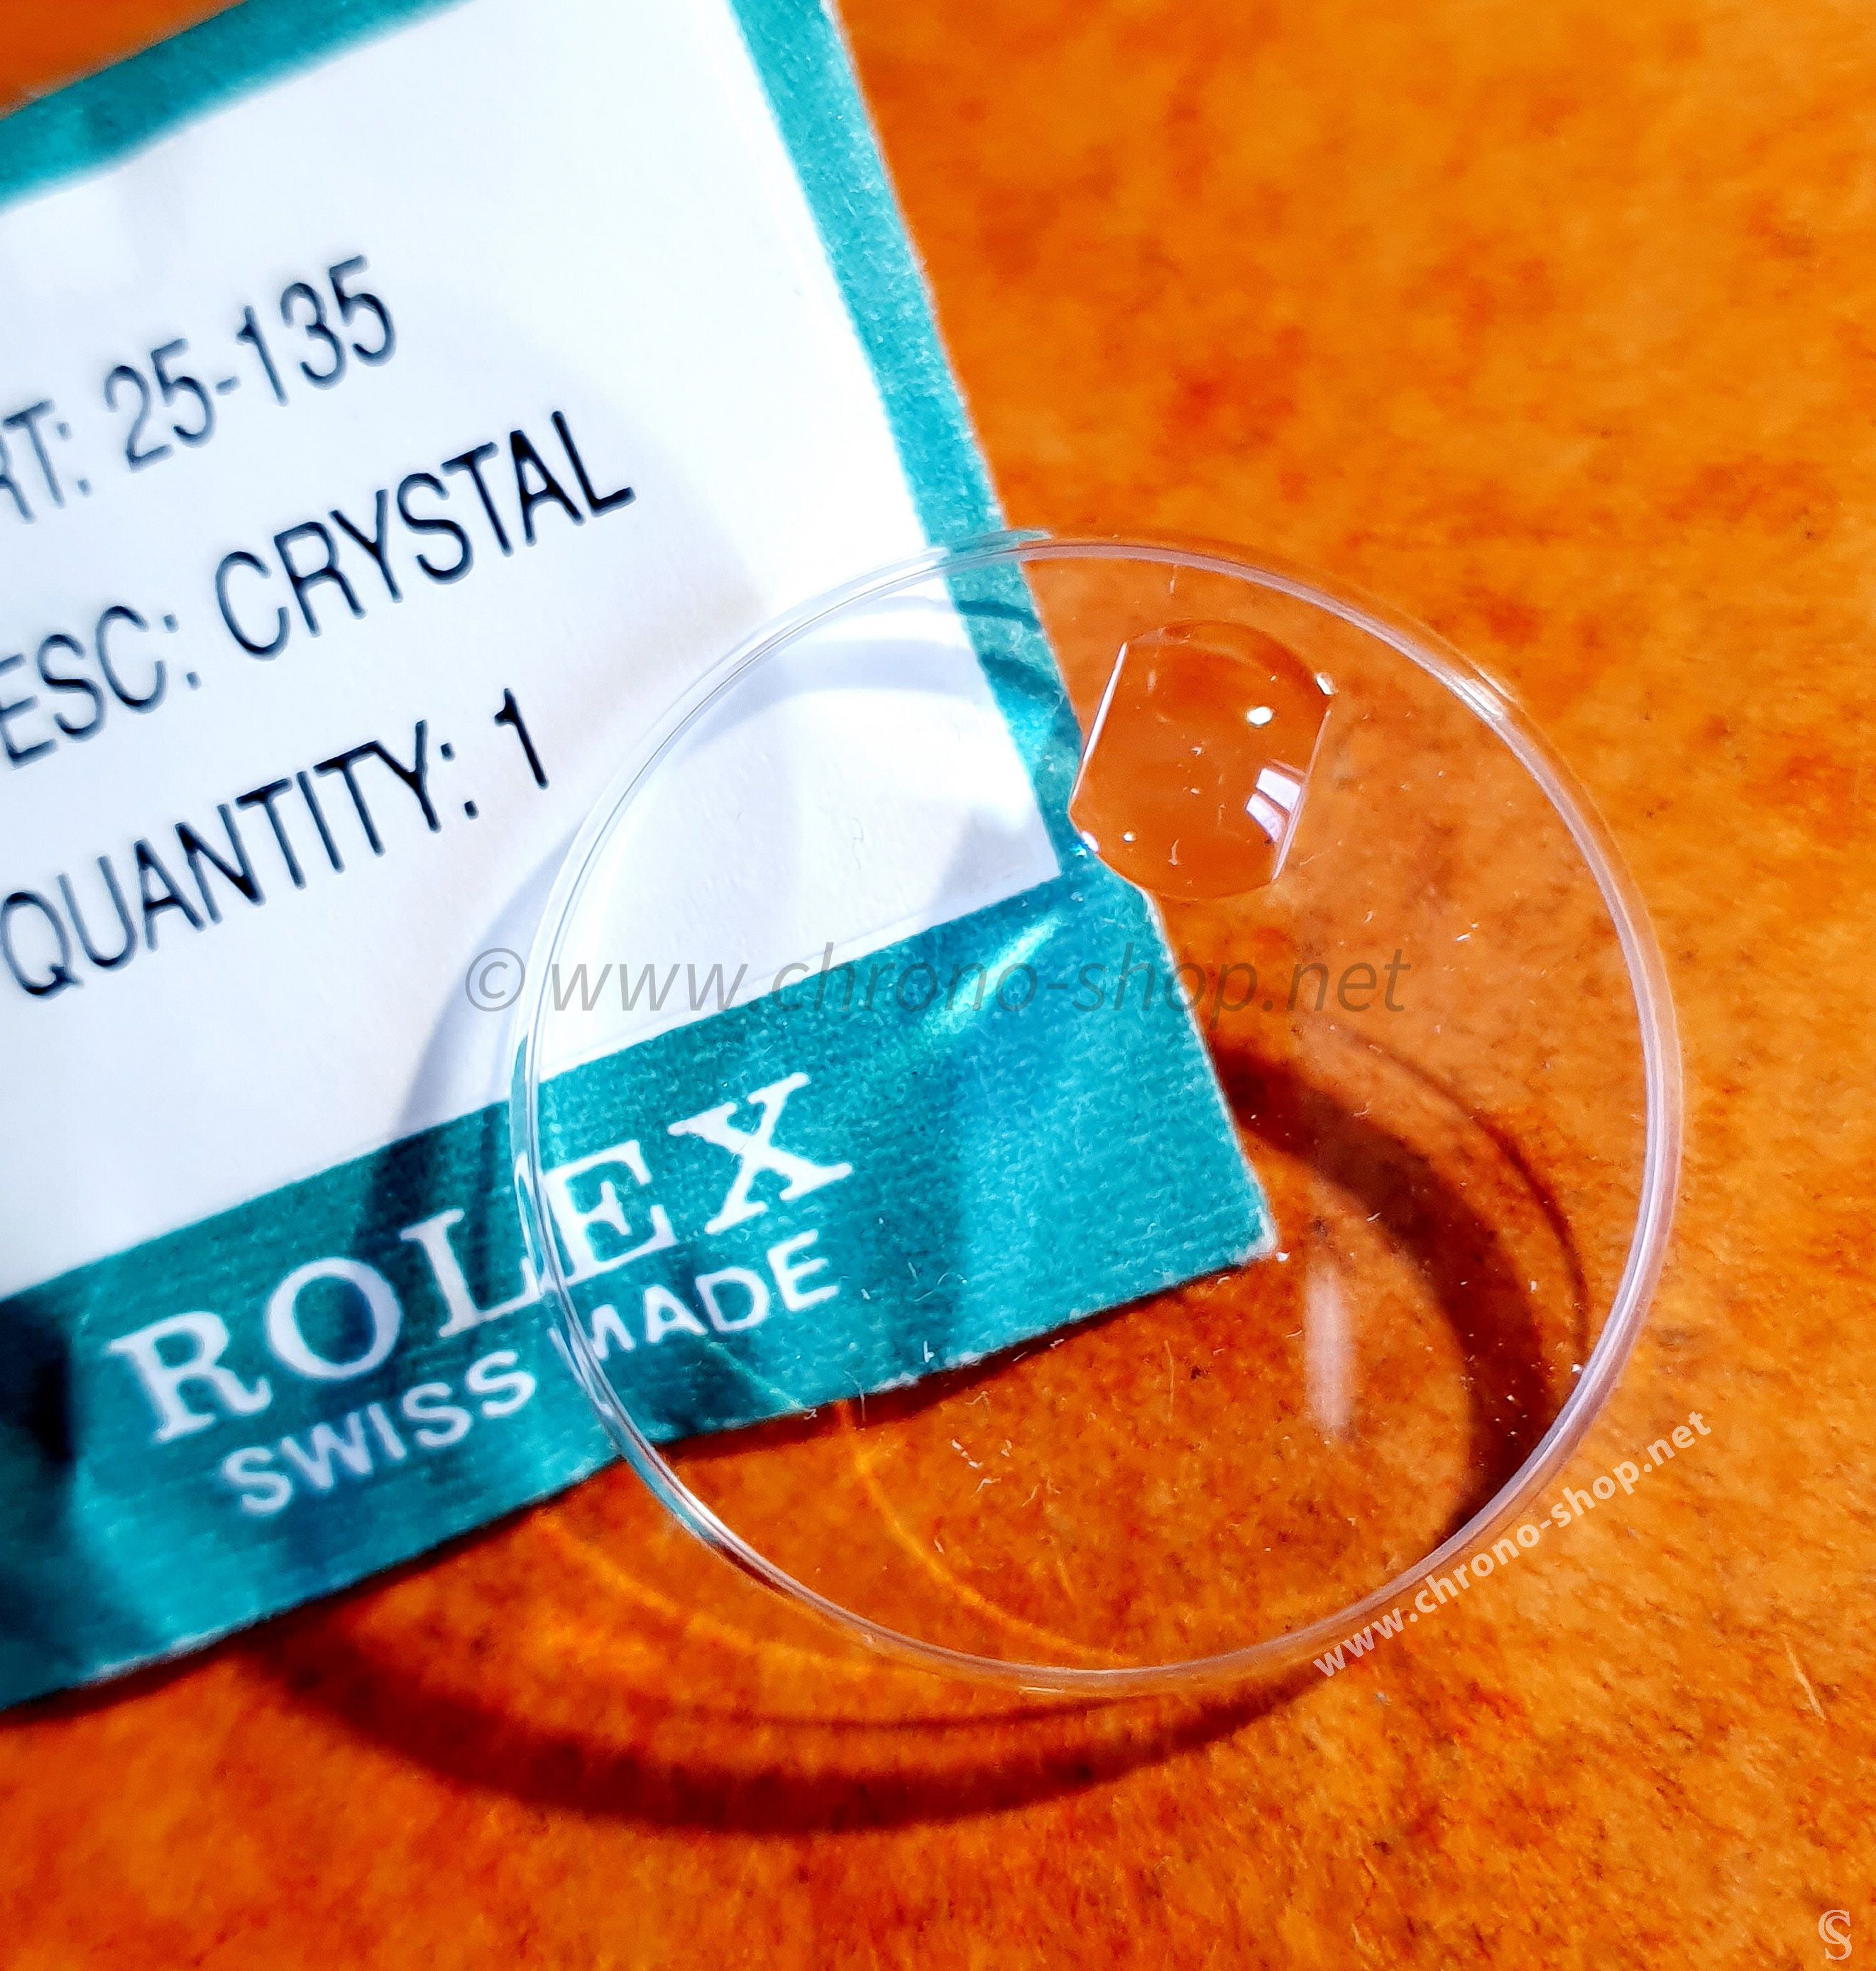 RT: 25-135
ESC: CRYSTAL
QUANTITY: 1
©www.chrono-shop.net
ROLEX
SWISS MADE
www.chrono-shop.net
S